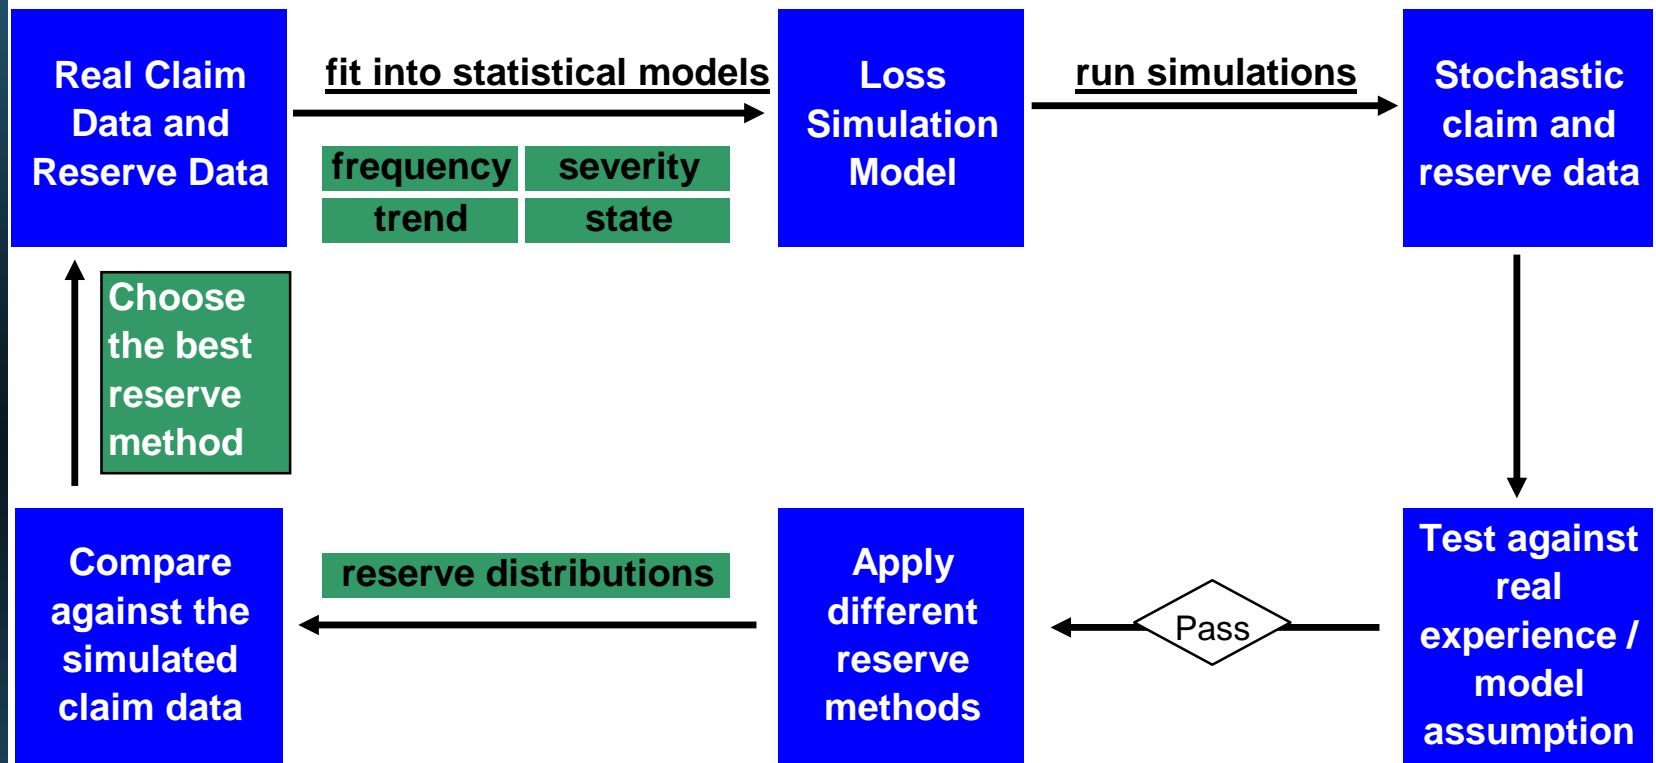 Real Claim
Data and
Reserve Data
fit into statistical models
frequency
severity
trend
state
Loss
Simulation
Model
run simulations
Stochastic
claim and
reserve data
Choose
the best
reserve
method
Compare
against the
simulated
claim data
reserve distributions
Apply
different
reserve
methods
Pass
Test against
real
experience /
model
assumption